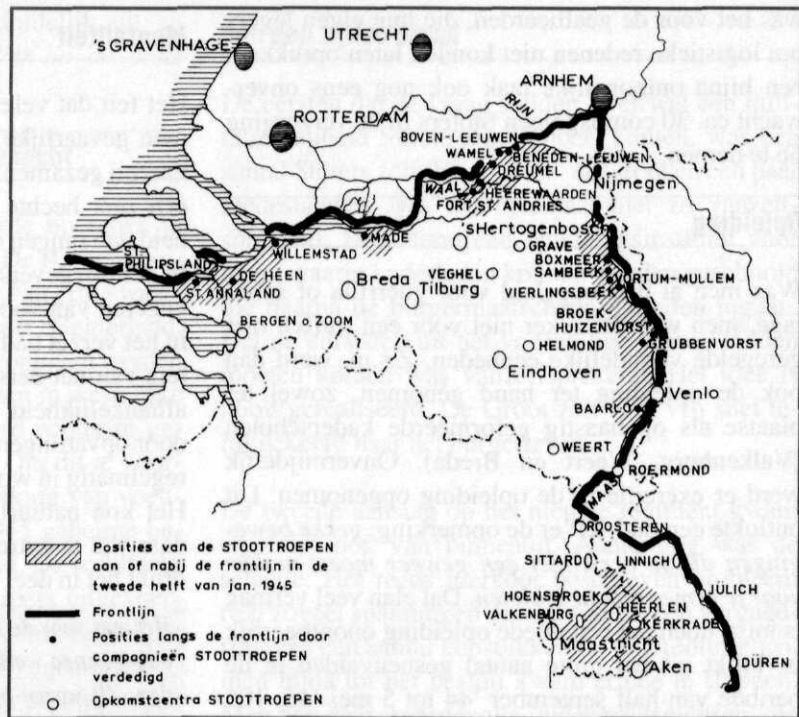 'S GRAVENHAGE
UTRECHT
ARNHEM
ROTTERDAM
RIJN
BOVEN-LEEUWEN
WAMEL
BENEDEN-LEEUWEN
DREUMEL
Nijmegen
WAAL
HEEREWAARDEN
FORT ST. ANDRIES
sHertogenbosch
GRAVE
BOXMEER
MADE
WILLEMSTAD
ST. PHILIPSLAND
DE HEEN
ST. ANNALAND
SAMBEEK
VEGHEL
VORTUM-MULLEM
VIERLINGSBEEK
Breda
Tilburg
BERGEN OP ZOOM
BROEK-
HUIZENVORST
HELMOND
GRUBBENVORST
Eindhoven
Venlo
BAARLO
WEERT
ROERMOND
MAAS
ROOSTEREN
SITTARD
LINNICH
JÜLICH
HOENSBROEK
HEERLEN
VALKENBURG
KERKRADE
Maastricht
Aken
DÜREN
Posities van de STOOTTROEPEN
aan of nabij de frontlijn in de
1e helft van jan. 1945
Frontlijn
Posities langs de frontlijn door
compagnieën STOOTTROEPEN
verdedigd
Opkomstcentra STOOTTROEPEN